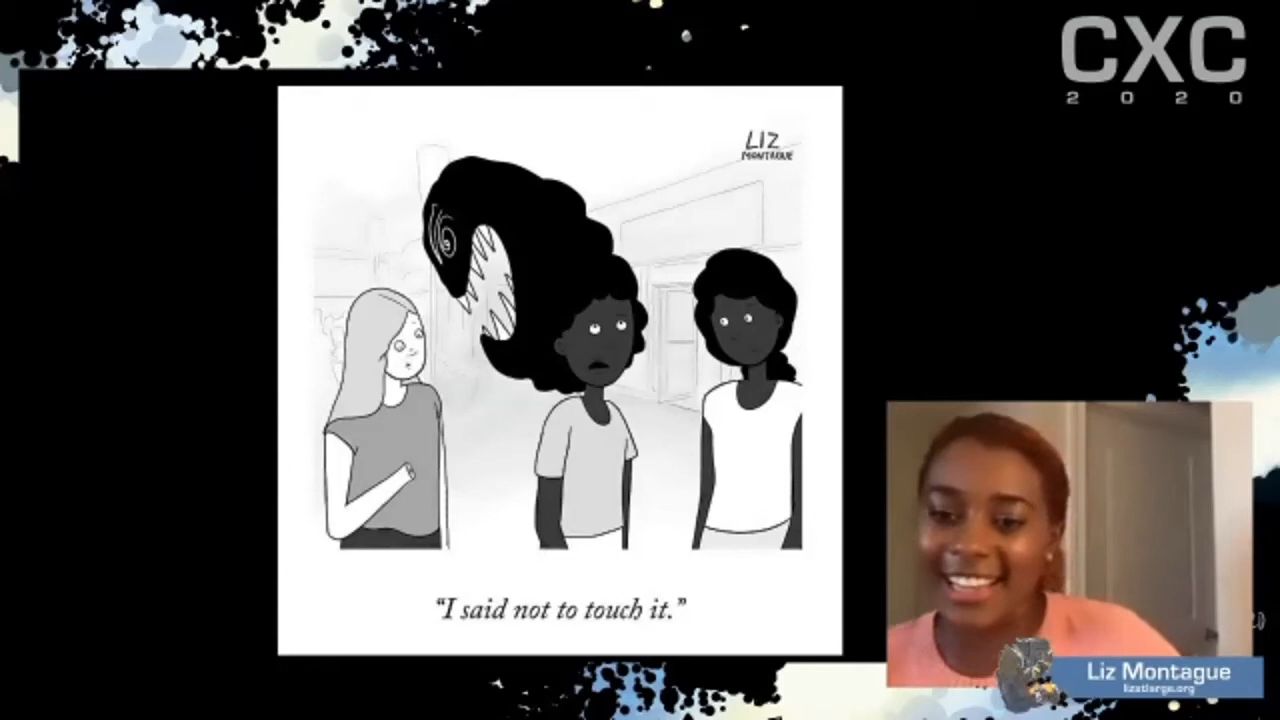 CXC
2020
LIZ
MONTAGUE
“I said not to touch it.”
Liz Montague
lizatlarge.org